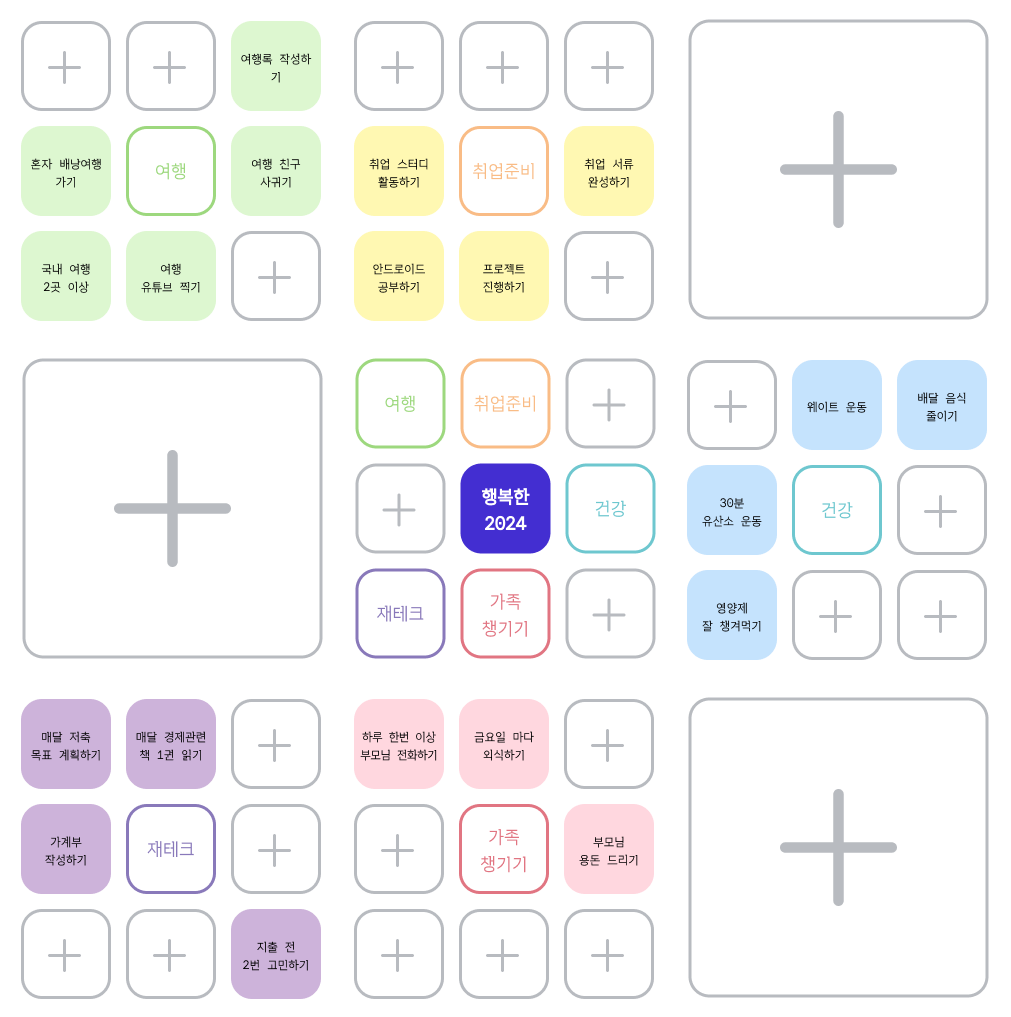 여행록 작성하
기
혼자 배낭여행
가기
여행
여행 친구
사귀기
국내 여행
2곳 이상
여행
유튜브 찍기
취업 스터디
활동하기
취업준비
취업 서류
완성하기
안드로이드
공부하기
프로젝트
진행하기
여행
취업준비
행복한
2024
건강
재테크
가족
챙기기
웨이트 운동
배달 음식
줄이기
30분
유산소 운동
건강
영양제
잘 챙겨먹기
매달 저축
목표 계획하기
매달 경제관련
책 1권 읽기
가계부
작성하기
재테크
지출 전
2번 고민하기
하루 한번 이상
부모님 전화하기
금요일 마다
외식하기
가족
챙기기
부모님
용돈 드리기